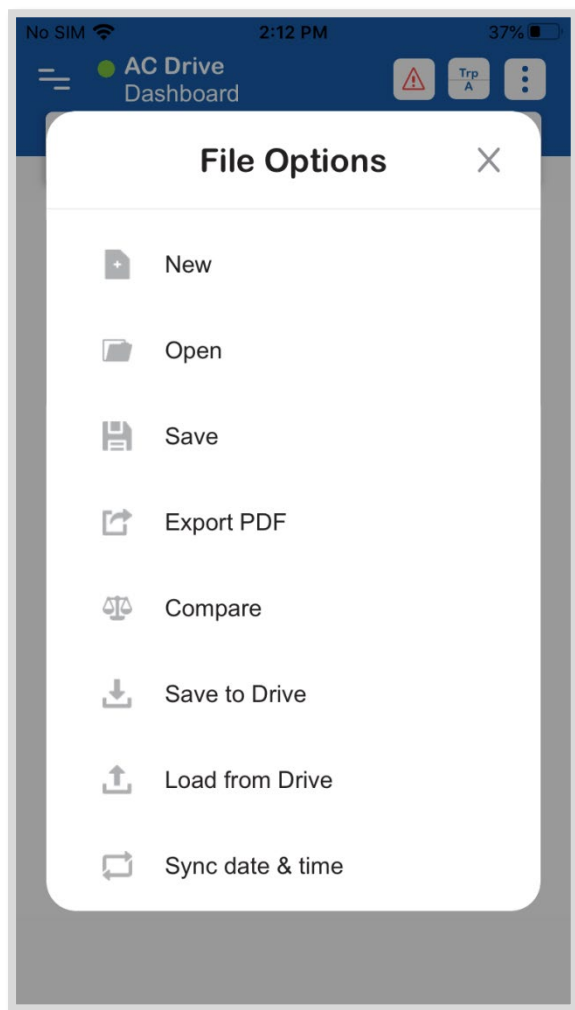 No SIM 2:12 PM 37%
AC Drive
Dashboard
Trp
A
File Options
New
Open
Save
Export PDF
Compare
Save to Drive
Load from Drive
Sync date & time